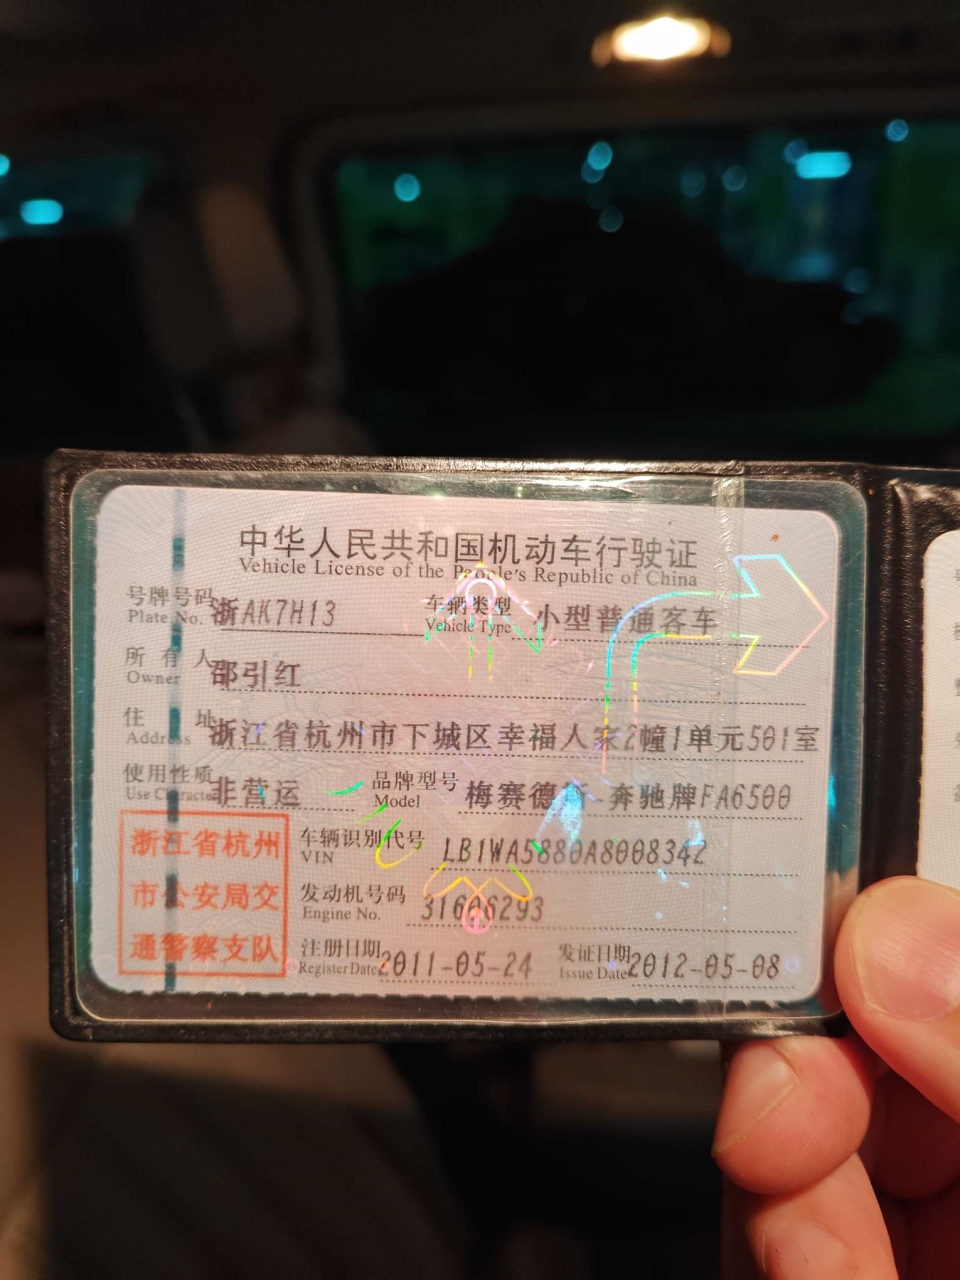 中华人民共和国机动车行驶证
Vehicle License of the People's Republic of China
号牌号码 浙AK7H13 车辆类型 小型普通客车
Plate No. Vehicle Type
所有人 邵引红
Owner
住址 浙江省杭州市下城区幸福人家2幢1单元501室
Address
使用性质 非营运 品牌型号 梅赛德斯-奔驰牌FA6500
Use Character Model
浙江省杭州
市公安局交
通警察支队
车辆识别代号 LB1WA5880A8008342
VIN
发动机号码 31606293
Engine No.
注册日期 2011-05-24 发证日期 2012-05-08
Register Date Issue Date